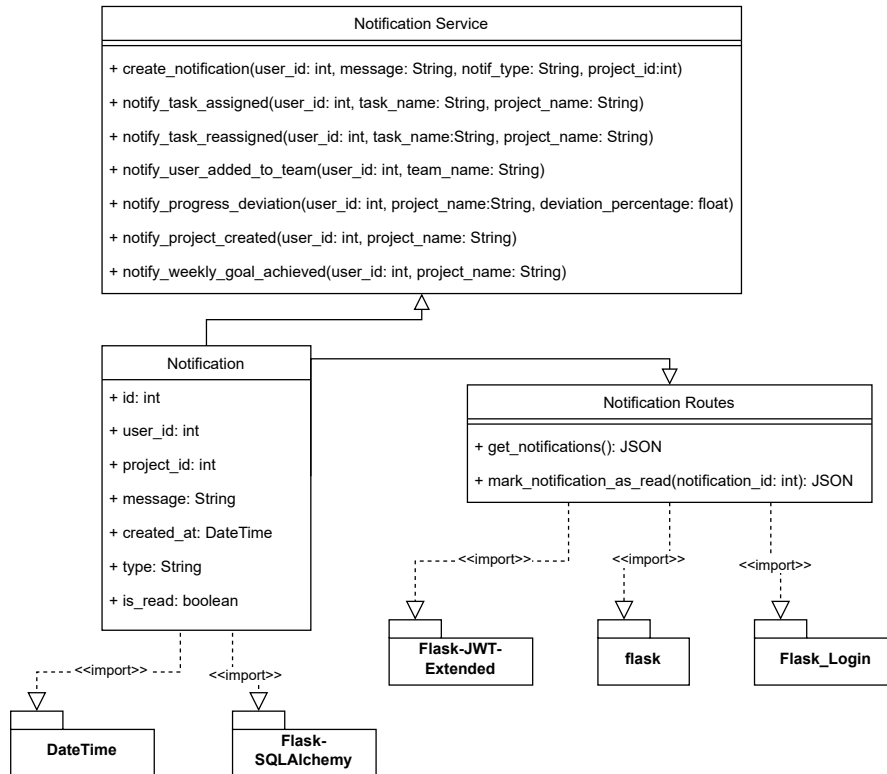 Notification Service
+ create_notification(user_id: int, message: String, notif_type: String, project_id:int)
+ notify_task_assigned(user_id: int, task_name: String, project_name: String)
+ notify_task_reassigned(user_id: int, task_name:String, project_name: String)
+ notify_user_added_to_team(user_id: int, team_name: String)
+ notify_progress_deviation(user_id: int, project_name:String, deviation_percentage: float)
+ notify_project_created(user_id: int, project_name: String)
+ notify_weekly_goal_achieved(user_id: int, project_name: String)
Notification
+ id: int
+ user_id: int
+ project_id: int
+ message: String
+ created_at: DateTime
+ type: String
+ is_read: boolean
Notification Routes
+ get_notifications(): JSON
+ mark_notification_as_read(notification_id: int): JSON
<<import>>
<<import>>
<<import>>
Flask-JWT-
Extended
flask
Flask_Login
<<import>>
<<import>>
DateTime
Flask-
SQLAlchemy